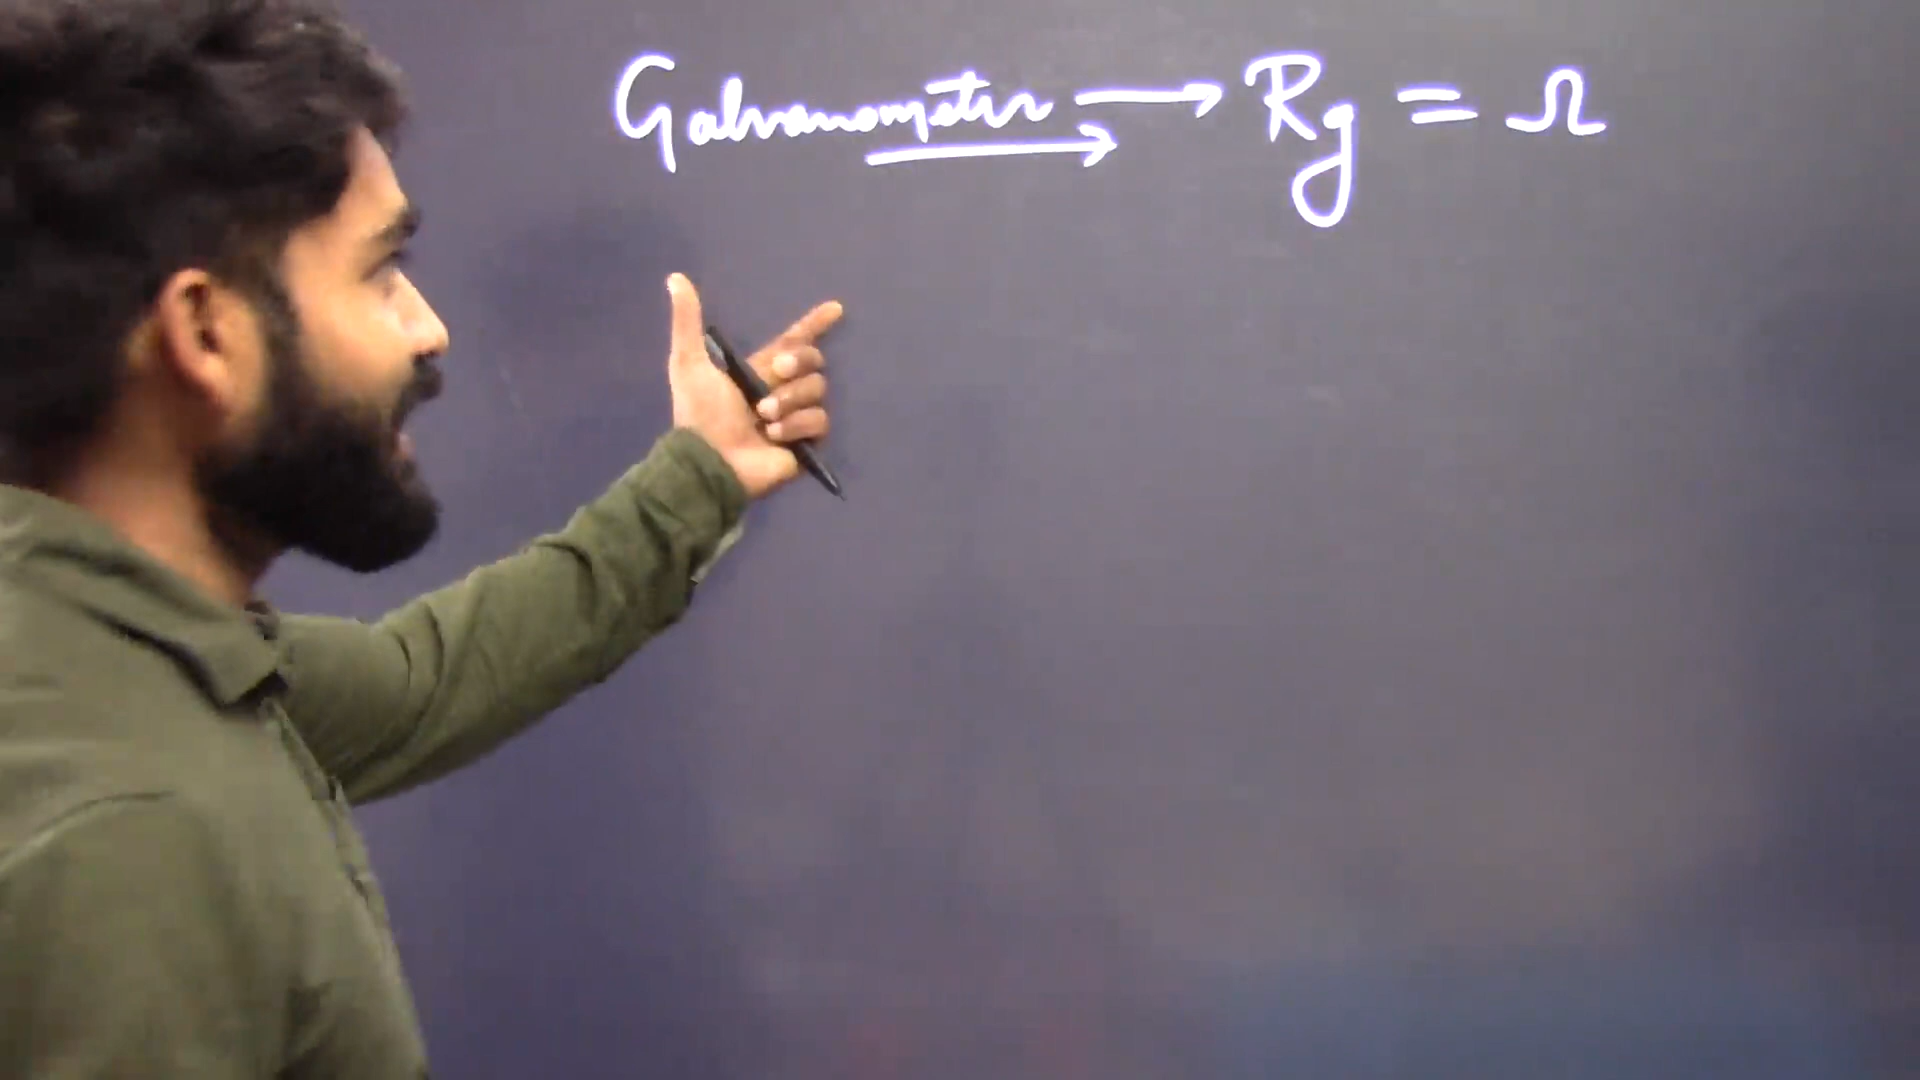 Galvanometer → Rg = Ω